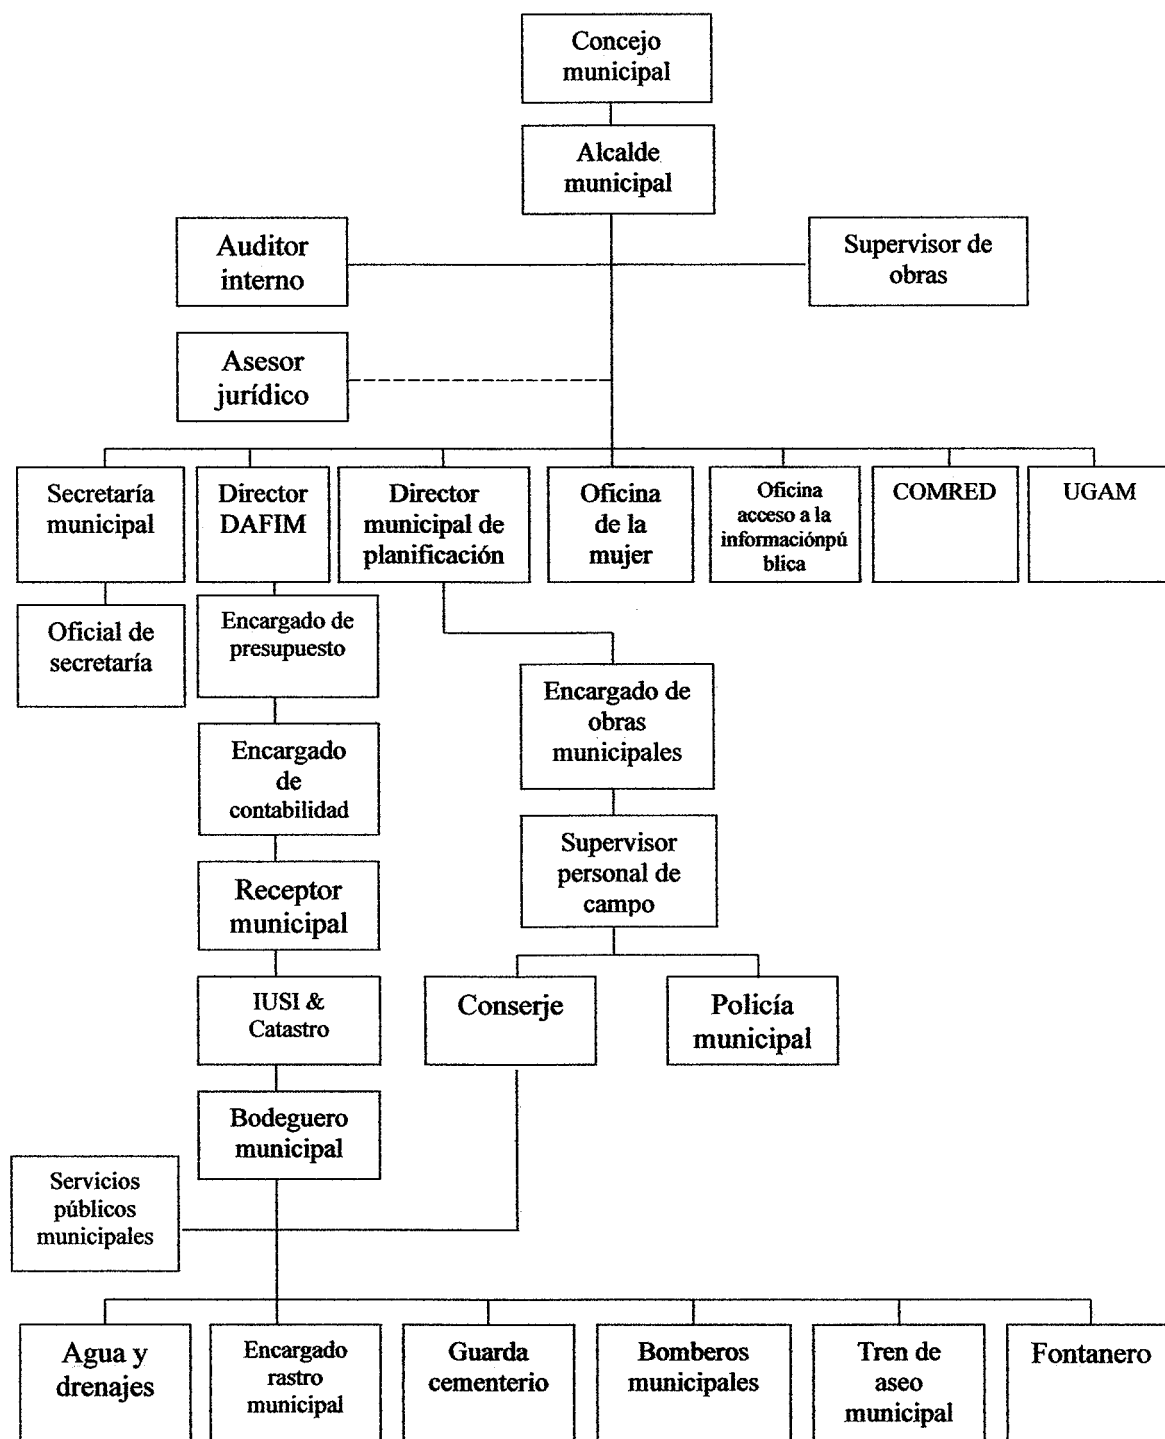 Concejo
municipal
Alcalde
municipal
Auditor
interno
Supervisor de
obras
Asesor
jurídico
Secretaría
municipal
Director
DAFIM
Director
municipal de
planificación
Oficina
de la
mujer
Oficina
acceso a la
informaciónpú
blica
COMRED
UGAM
Oficial de
secretaría
Encargado de
presupuesto
Encargado de
obras
municipales
Encargado
de
contabilidad
Supervisor
personal de
campo
Receptor
municipal
IUSI &
Catastro
Conserje
Policía
municipal
Bodeguero
municipal
Servicios
públicos
municipales
Agua y
drenajes
Encargado
rastro
municipal
Guarda
cementerio
Bomberos
municipales
Tren de
aseo
municipal
Fontanero